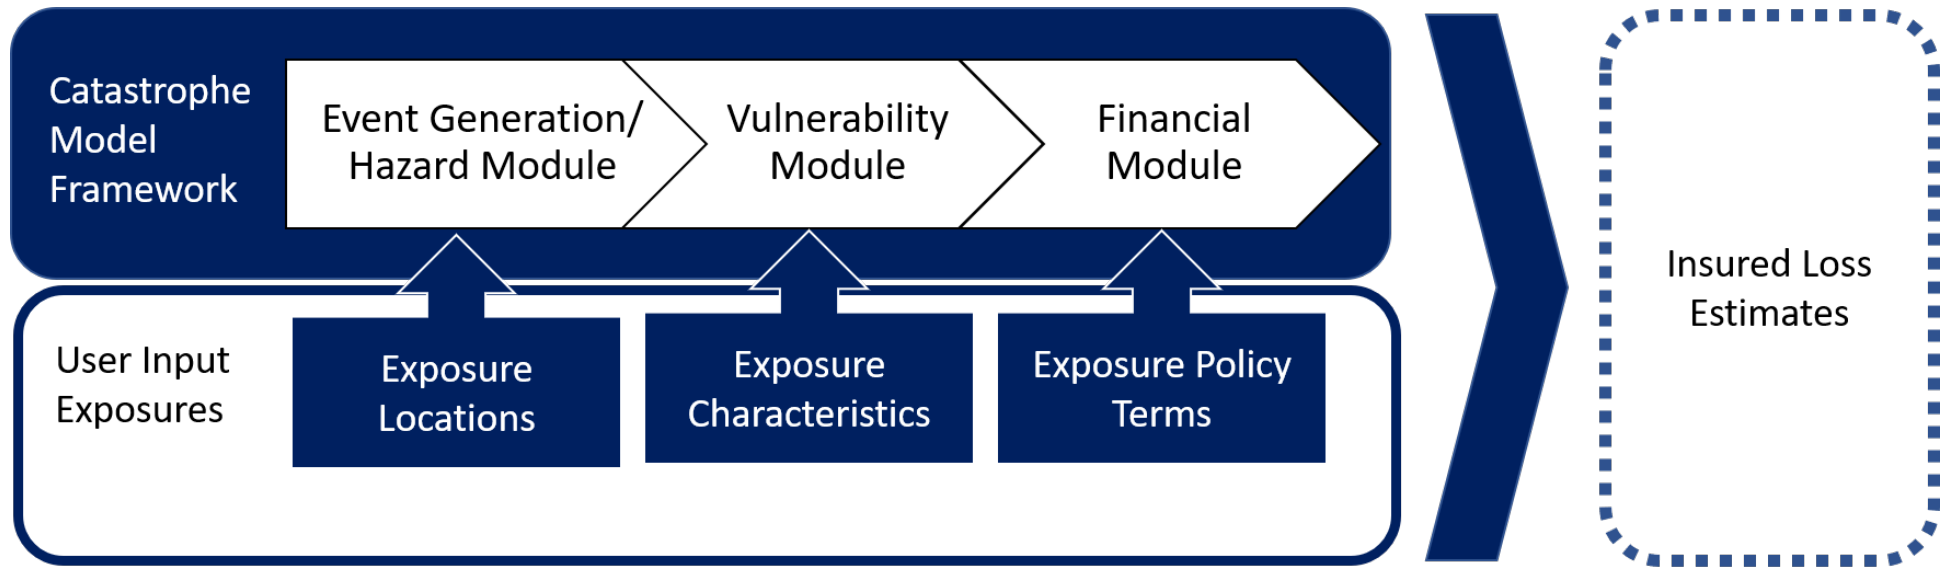 Catastrophe
Model
Framework
Event Generation/
Hazard Module
Vulnerability
Module
Financial
Module
User Input
Exposures
Exposure
Locations
Exposure
Characteristics
Exposure Policy
Terms
Insured Loss
Estimates